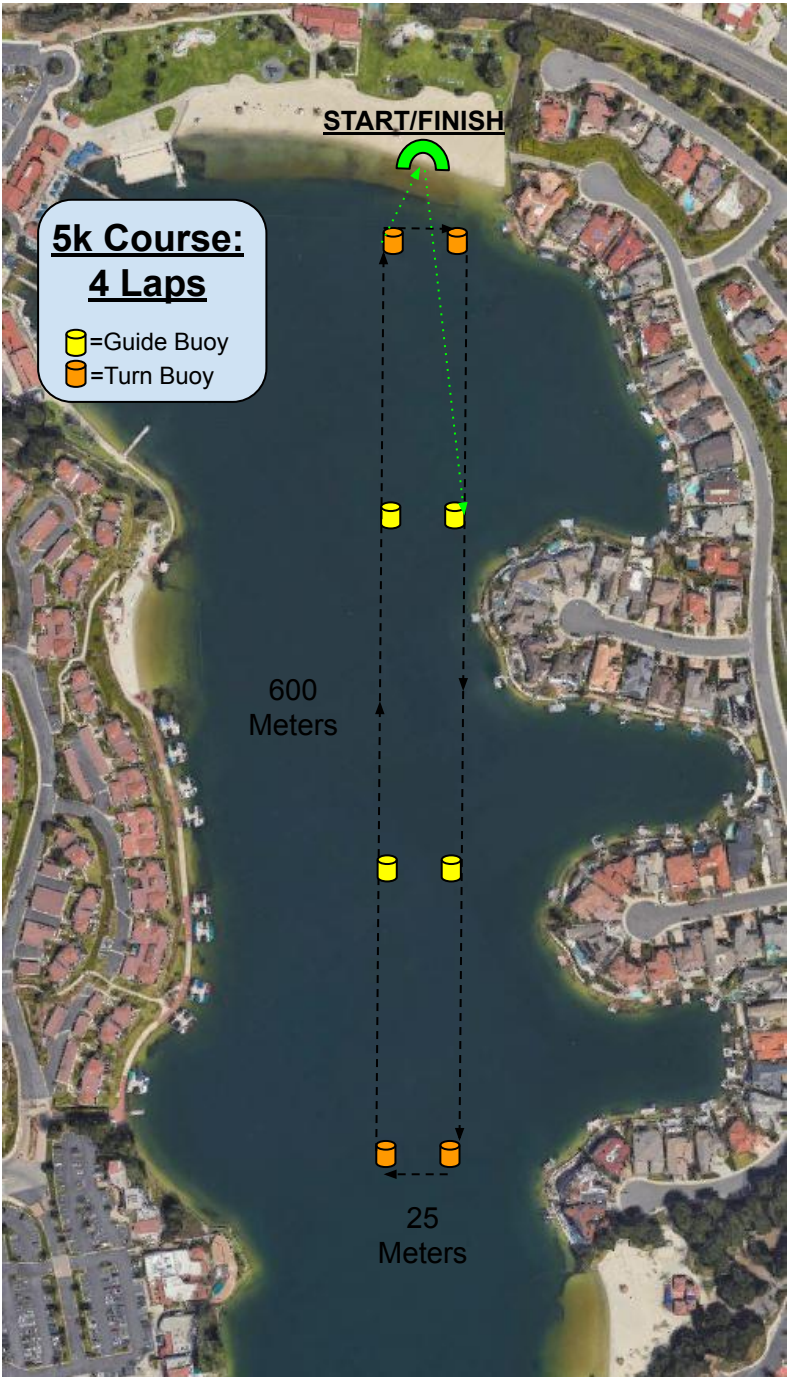 START/FINISH
5k Course:
4 Laps
=Guide Buoy
=Turn Buoy
600
Meters
25
Meters